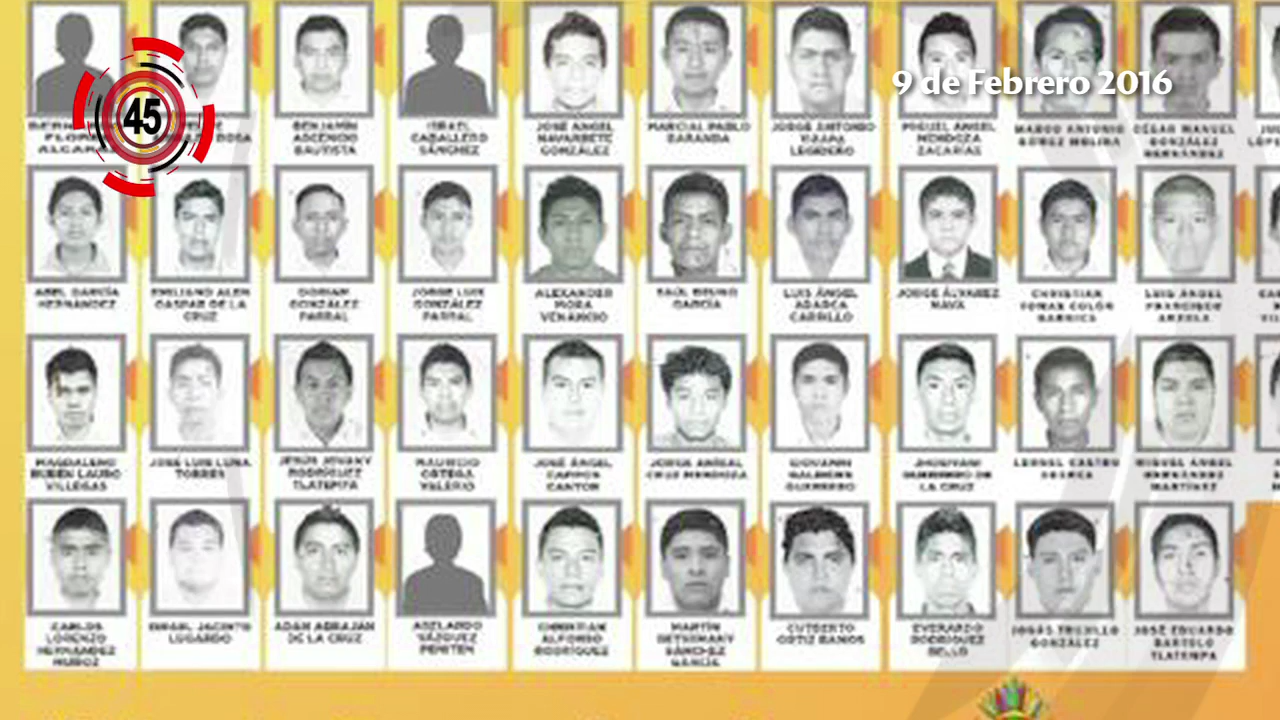 45
9 de Febrero 2016
BENJAMÍN
ASCENCIO
BAUTISTA
ISRAEL
CABALLERO
SÁNCHEZ
JOSÉ ÁNGEL
NAVARRETE
GONZÁLEZ
MARCIAL PABLO
BARANDA
JORGE ANTONIO
TIZAPA
LEGIDEÑO
MIGUEL ÁNGEL
MENDOZA
ZACARÍAS
MARCO ANTONIO
GÓMEZ MOLINA
CÉSAR MANUEL
GONZÁLEZ
HERNÁNDEZ
ABEL GARCÍA
HERNÁNDEZ
EMILIANO ALEN
GASPAR DE LA
CRUZ
DORIAM
GONZÁLEZ
PARRAL
JORGE LUIS
GONZÁLEZ
PARRAL
ALEXANDER
MORA
VENANCIO
SAÚL BRUNO
GARCÍA
LUIS ÁNGEL
ABARCA
CARRILLO
JORGE ÁLVAREZ
NAVA
CHRISTIAN
TOMAS COLÓN
GARNICA
LUIS ÁNGEL
FRANCISCO
ARZOLA
MAGDALENO
RUBÉN LAURO
VILLEGAS
JOSÉ LUIS LUNA
TORRES
JESÚS JOVANY
RODRÍGUEZ
TLATEMPA
MAURICIO
ORTEGA
VALERIO
JOSÉ ÁNGEL
CAMPOS
CANTOR
JORGE ANÍBAL
CRUZ MENDOZA
GIOVANNI
GALINDES
GUERRERO
JHOSIVANI
GUERRERO DE
LA CRUZ
LEONEL CASTRO
ABARCA
MIGUEL ÁNGEL
HERNÁNDEZ
MARTÍNEZ
CARLOS
LORENZO
HERNÁNDEZ
MUÑOZ
ISRAEL JACINTO
LUGARDO
ADÁN ABRAJAN
DE LA CRUZ
ABELARDO
VÁZQUEZ
PENITEN
CHRISTIAN
ALFONSO
RODRÍGUEZ
MARTÍN
GETSEMANY
SÁNCHEZ
GARCÍA
CUTBERTO
ORTIZ RAMOS
EVERARDO
RODRÍGUEZ
BELLO
JONÁS TRUJILLO
GONZÁLEZ
JOSÉ EDUARDO
BARTOLO
TLATEMPA